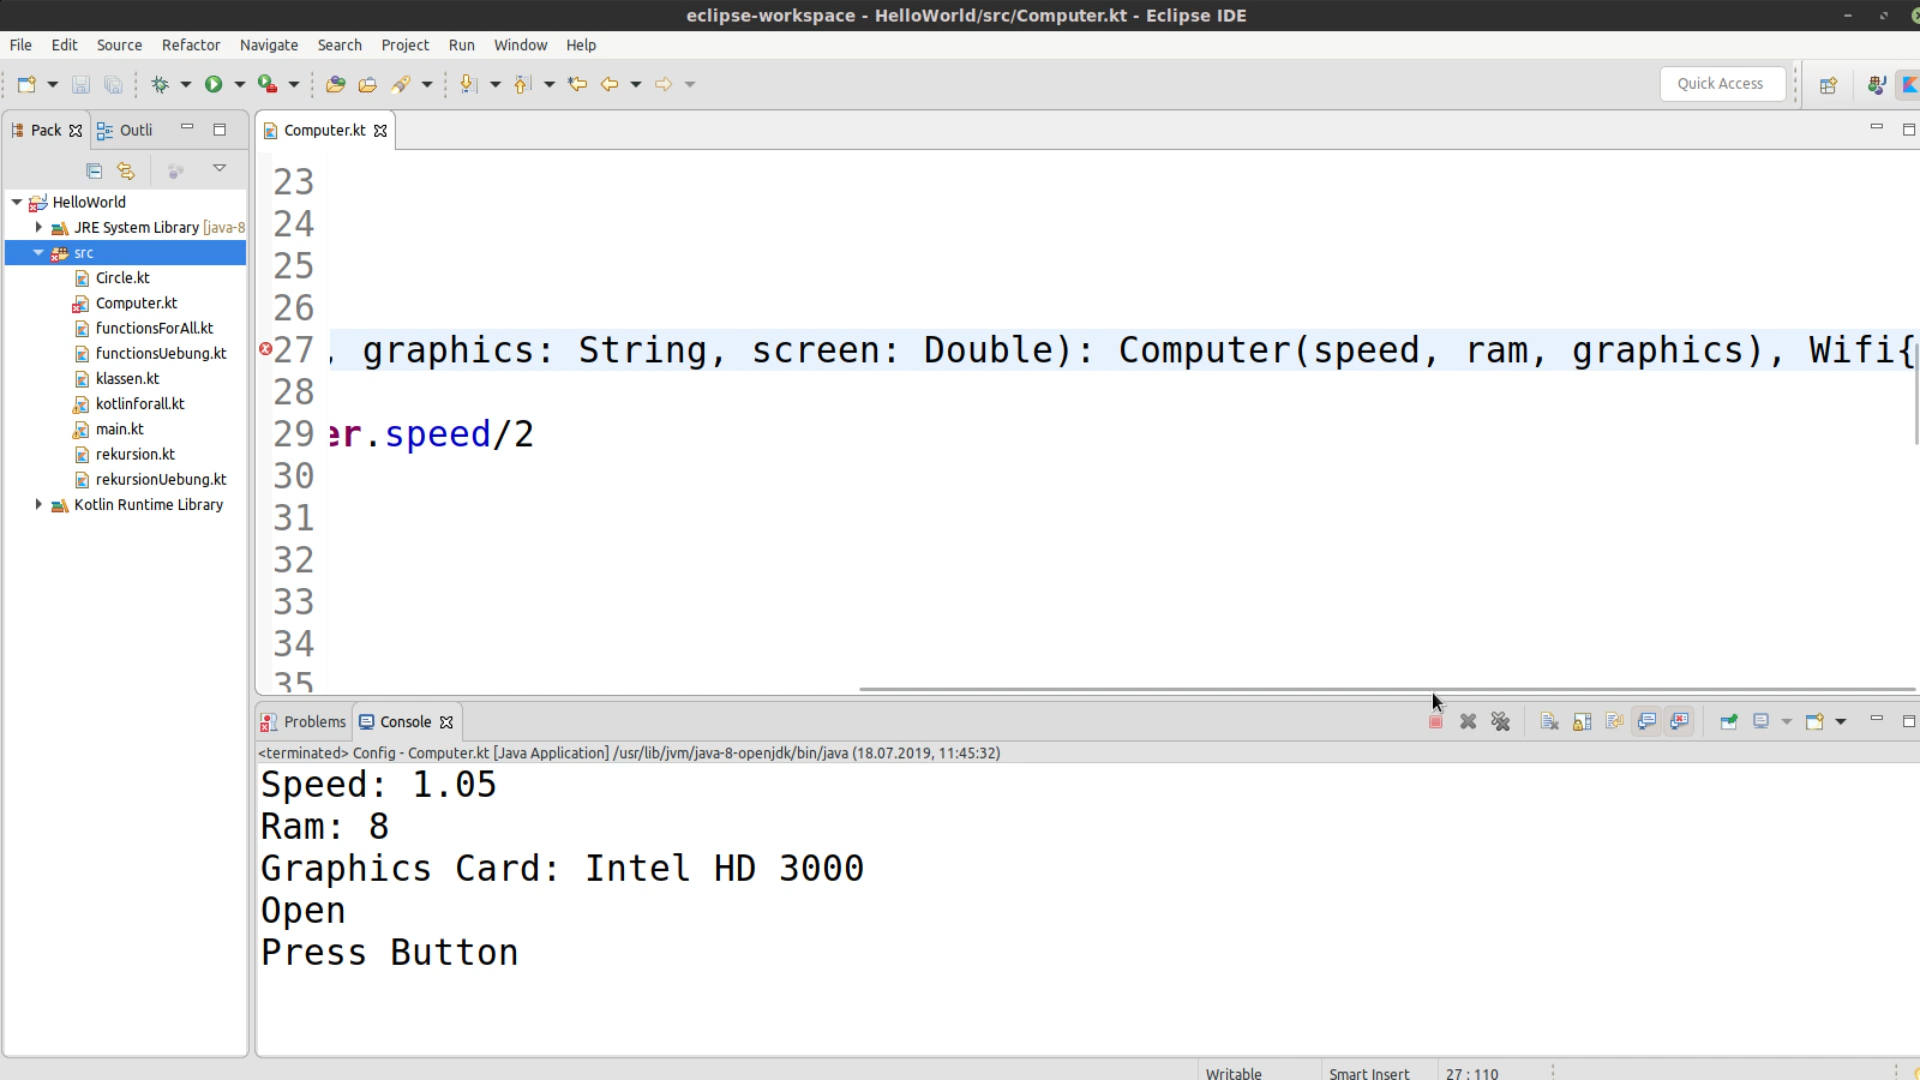 eclipse-workspace - HelloWorld/src/Computer.kt - Eclipse IDE
File Edit Source Refactor Navigate Search Project Run Window Help
Quick Access
Pack Outli
Computer.kt
HelloWorld
JRE System Library [java-8
src
Circle.kt
Computer.kt
functionsForAll.kt
functionsUebung.kt
klassen.kt
kotlinforall.kt
main.kt
rekursion.kt
rekursionUebung.kt
Kotlin Runtime Library
23
24
25
26
27 , graphics: String, screen: Double): Computer(speed, ram, graphics), Wifi{
28
29 er.speed/2
30
31
32
33
34
35
Problems Console
<terminated> Config - Computer.kt [Java Application] /usr/lib/jvm/java-8-openjdk/bin/java (18.07.2019, 11:45:32)
Speed: 1.05
Ram: 8
Graphics Card: Intel HD 3000
Open
Press Button
Writable Smart Insert 27 : 110